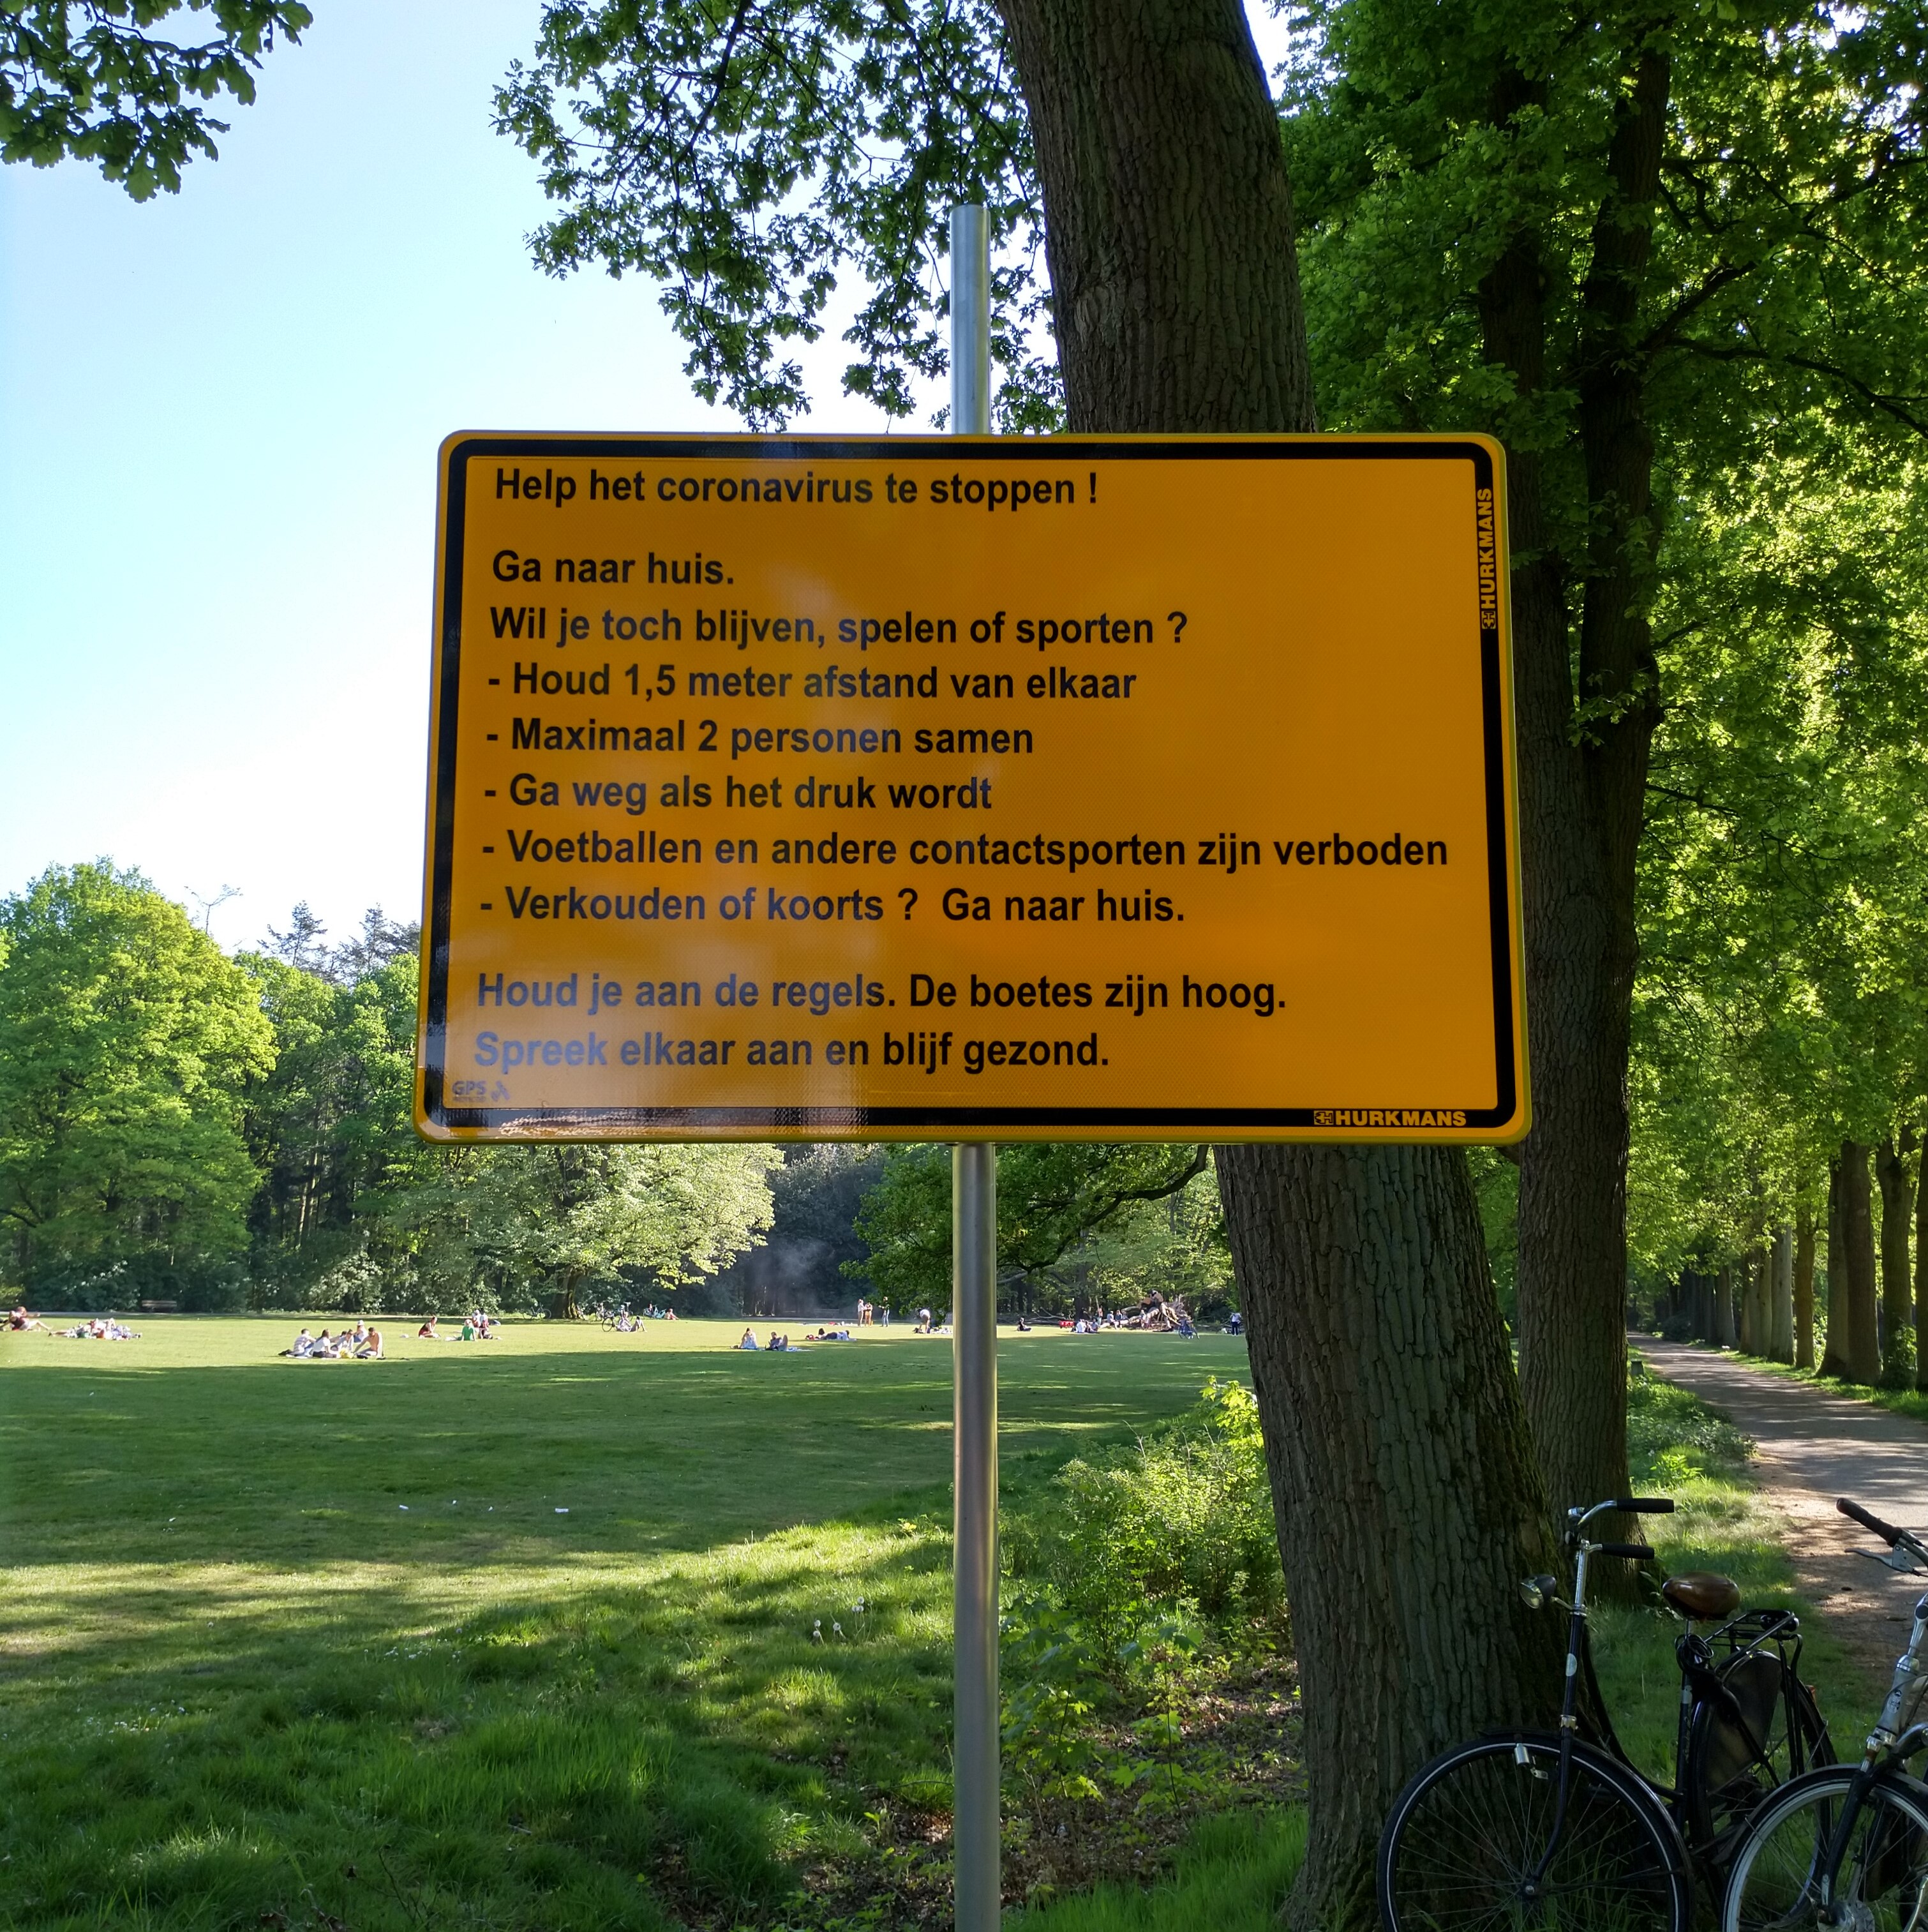 Help het coronavirus te stoppen !
Ga naar huis.
Wil je toch blijven, spelen of sporten ?
- Houd 1,5 meter afstand van elkaar
- Maximaal 2 personen samen
- Ga weg als het druk wordt
- Voetballen en andere contactsporten zijn verboden
- Verkouden of koorts ?  Ga naar huis.
Houd je aan de regels. De boetes zijn hoog.
Spreek elkaar aan en blijf gezond.
GPS
HURKMANS
HURKMANS